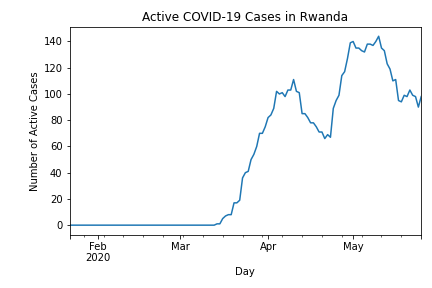 Active COVID-19 Cases in Rwanda
Number of Active Cases
140
120
100
80
60
40
20
0
Feb
2020
Mar
Apr
May
Day